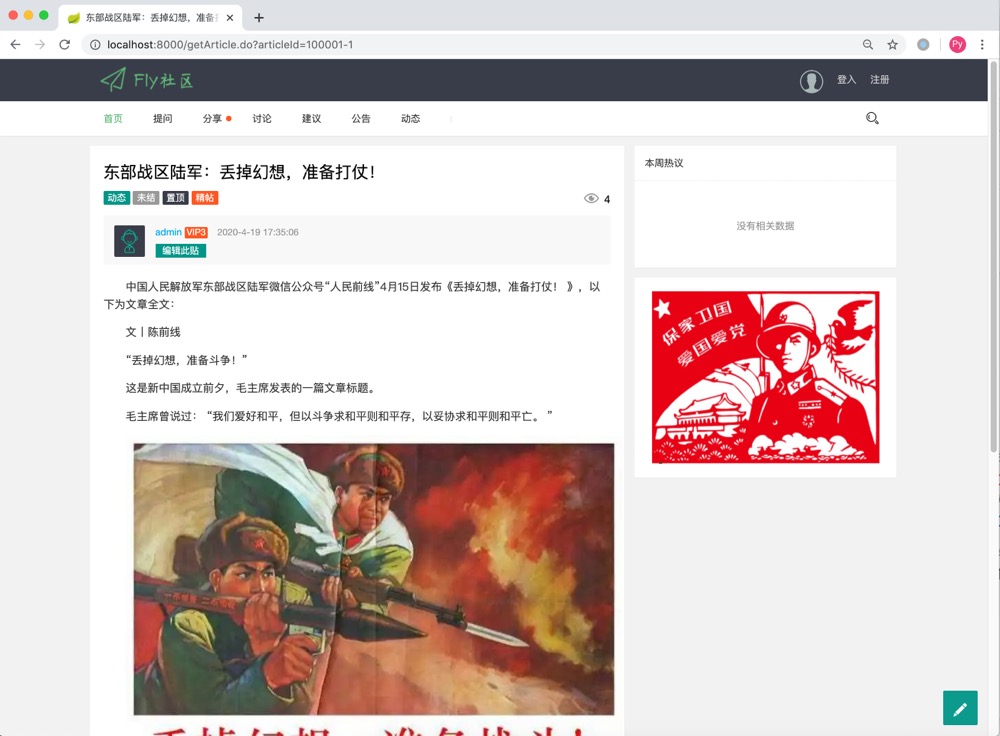 东部战区陆军：丢掉幻想，准备
localhost:8000/getArticle.do?articleId=100001-1
Py
Fly社区
登入 注册
首页 提问 分享 讨论 建议 公告 动态
东部战区陆军：丢掉幻想，准备打仗！
动态 未结 置顶 精帖
4
admin VIP3 2020-4-19 17:35:06
编辑此贴
中国人民解放军东部战区陆军微信公众号“人民前线”4月15日发布《丢掉幻想，准备打仗！ 》，以
下为文章全文：
文丨陈前线
“丢掉幻想，准备斗争！”
这是新中国成立前夕，毛主席发表的一篇文章标题。
毛主席曾说过：“我们爱好和平，但以斗争求和平则和平存，以妥协求和平则和平亡。 ”
本周热议
没有相关数据
保家卫国
爱国爱党